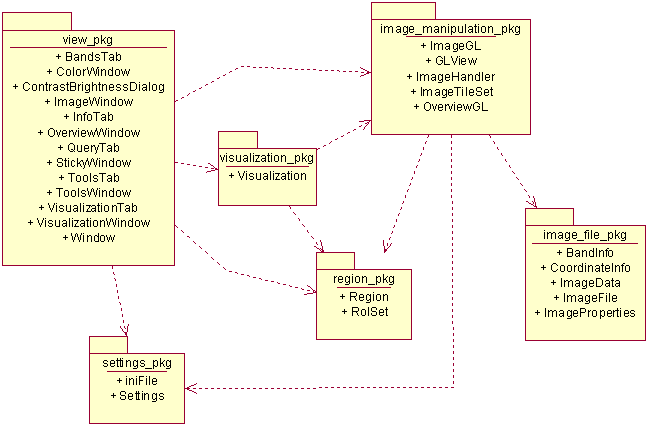 view_pkg
+ BandsTab
+ ColorWindow
+ ContrastBrightnessDialog
+ ImageWindow
+ InfoTab
+ OverviewWindow
+ QueryTab
+ StickyWindow
+ ToolsTab
+ ToolsWindow
+ VisualizationTab
+ VisualizationWindow
+ Window
image_manipulation_pkg
+ ImageGL
+ GLView
+ ImageHandler
+ ImageTileSet
+ OverviewGL
visualization_pkg
+ Visualization
region_pkg
+ Region
+ RoISet
image_file_pkg
+ BandInfo
+ CoordinateInfo
+ ImageData
+ ImageFile
+ ImageProperties
settings_pkg
+ iniFile
+ Settings